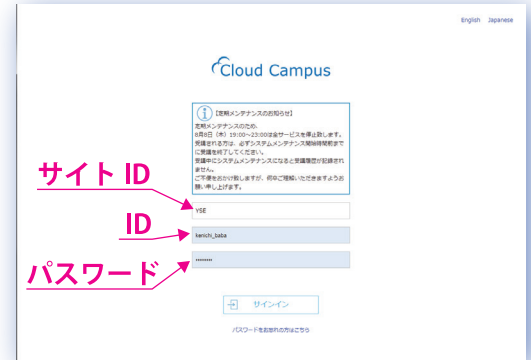 English Japanese
Cloud Campus
【定期メンテナンスのお知らせ】
定期メンテナンスのため、
8月8日（木）19:00～23:00は全サービスを停止致します。
受講される方は、必ずシステムメンテナンス開始時間前まで
に受講を終了してください。
受講中にシステムメンテナンスになると受講履歴が記録され
ません。
ご不便をおかけ致しますが、何卒ご理解いただきますようお
願い申し上げます。
サイト ID
YSE
ID
kenichi_baba
パスワード
••••••••
サインイン
パスワードをお忘れの方はこちら